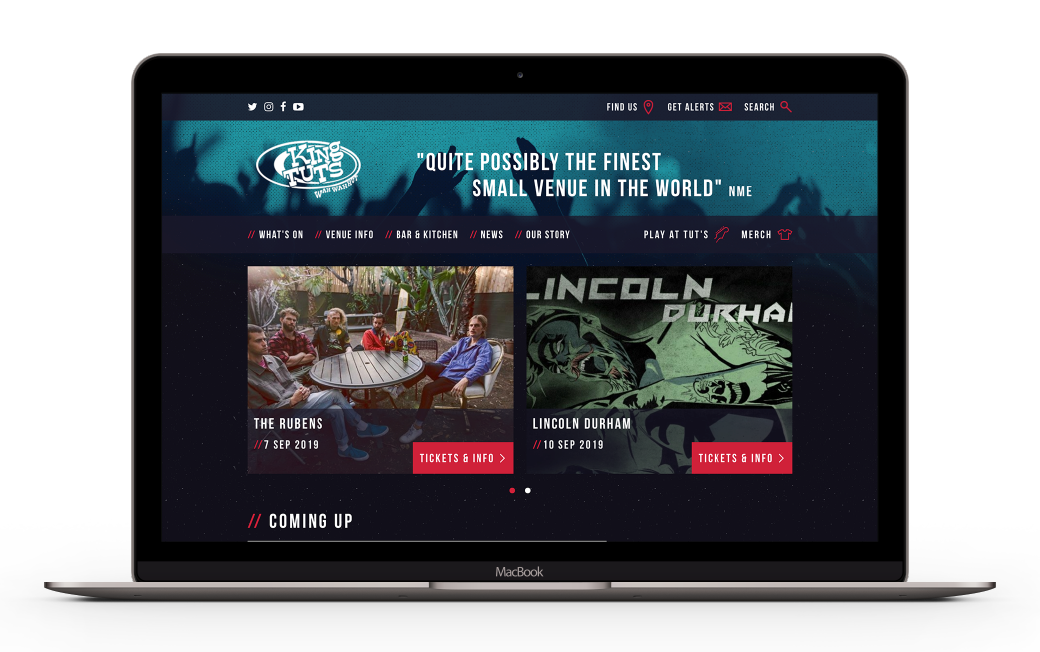 FIND US
GET ALERTS
SEARCH
KING
TUTS
WAH WAH HUT
"QUITE POSSIBLY THE FINEST
SMALL VENUE IN THE WORLD" NME
// WHAT'S ON // VENUE INFO // BAR & KITCHEN // NEWS // OUR STORY
PLAY AT TUT'S
MERCH
THE RUBENS
//7 SEP 2019
TICKETS & INFO >
LINCOLN
DURHA
LINCOLN DURHAM
//10 SEP 2019
TICKETS & INFO >
// COMING UP
MacBook